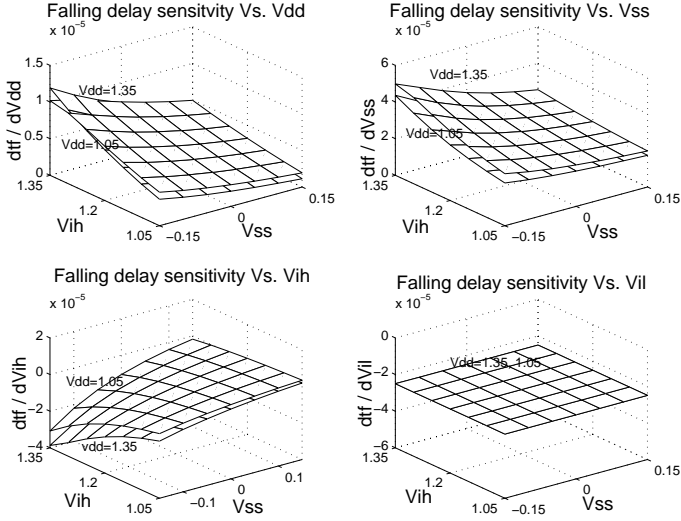 Falling delay sensitivity Vs. Vdd
x 10^-5
1.5
1
0.5
0
dtf / dVdd
Vdd=1.35
Vdd=1.05
1.35
1.2
1.05
Vih
−0.15
0
0.15
Vss
Falling delay sensitivity Vs. Vss
x 10^-5
6
4
2
0
dtf / dVss
Vdd=1.35
Vdd=1.05
1.35
1.2
1.05
Vih
−0.15
0
0.15
Vss
Falling delay sensitivity Vs. Vih
x 10^-5
2
0
−2
−4
dtf / dVih
Vdd=1.05
vdd=1.35
1.35
1.2
1.05
Vih
−0.1
0
0.1
Vss
Falling delay sensitivity Vs. Vil
x 10^-5
0
−2
−4
−6
dtf / dVil
Vdd=1.35, 1.05
1.35
1.2
1.05
Vih
−0.15
0
0.15
Vss